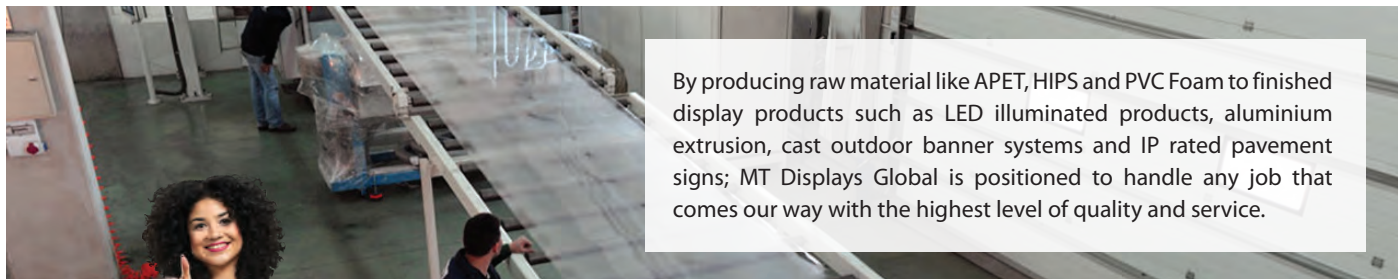 By producing raw material like APET, HIPS and PVC Foam to finished
display products such as LED illuminated products, aluminium
extrusion, cast outdoor banner systems and IP rated pavement
signs; MT Displays Global is positioned to handle any job that
comes our way with the highest level of quality and service.